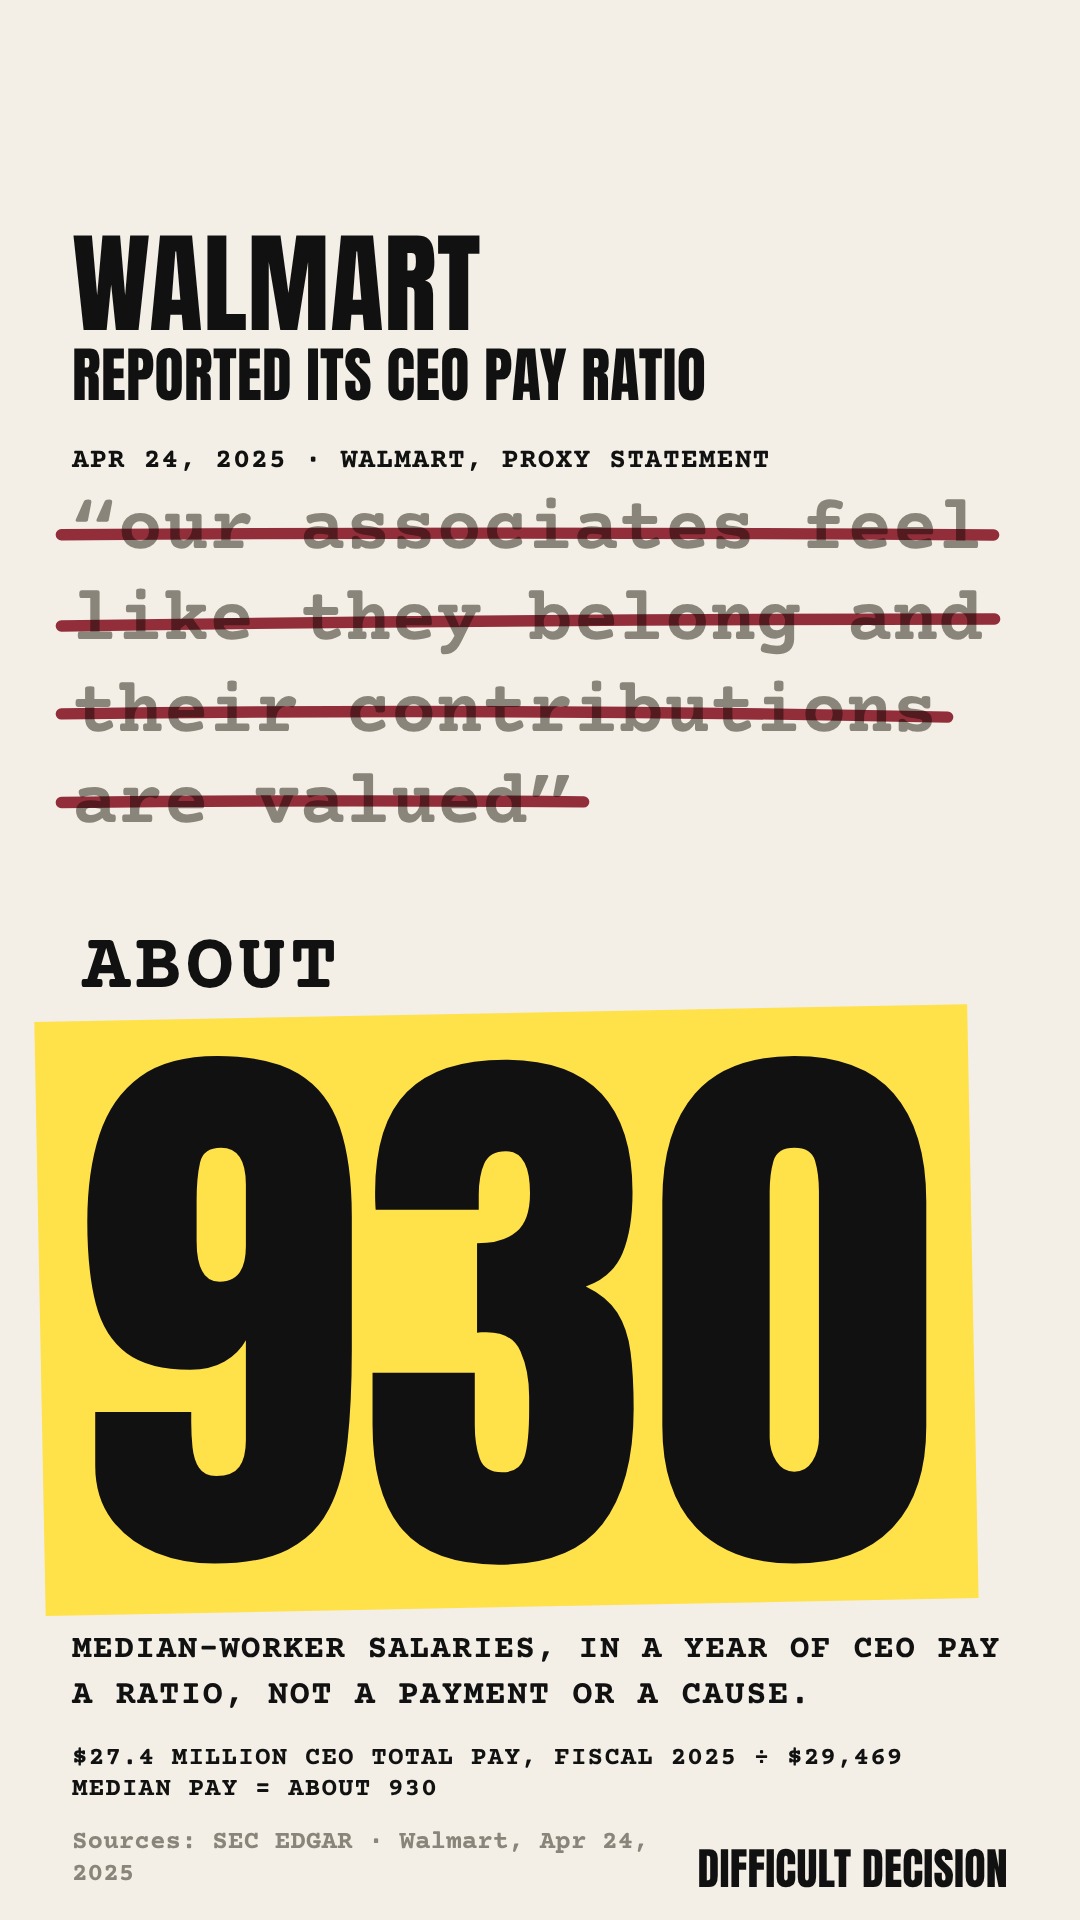 WALMART
REPORTED ITS CEO PAY RATIO
APR 24, 2025 · WALMART, PROXY STATEMENT
“our associates feel
like they belong and
their contributions
are valued”
ABOUT
930
MEDIAN-WORKER SALARIES, IN A YEAR OF CEO PAY
A RATIO, NOT A PAYMENT OR A CAUSE.
$27.4 MILLION CEO TOTAL PAY, FISCAL 2025 ÷ $29,469
MEDIAN PAY = ABOUT 930
Sources: SEC EDGAR · Walmart, Apr 24,
2025
DIFFICULT DECISION